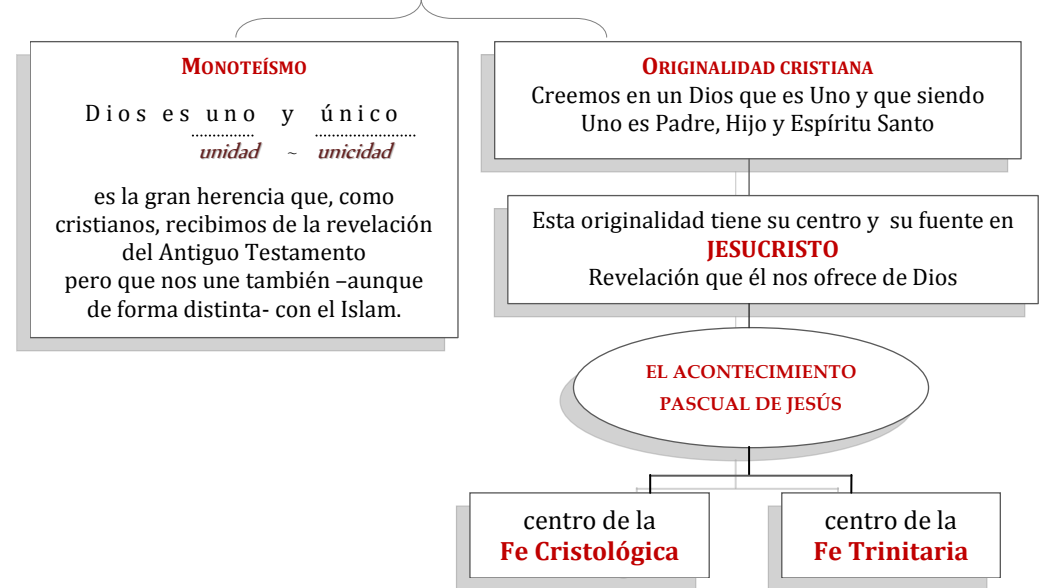 MONOTEÍSMO
Dios es uno y único
unidad ~ unicidad
es la gran herencia que, como
cristianos, recibimos de la revelación
del Antiguo Testamento
pero que nos une también –aunque
de forma distinta- con el Islam.
ORIGINALIDAD CRISTIANA
Creemos en un Dios que es Uno y que siendo
Uno es Padre, Hijo y Espíritu Santo
Esta originalidad tiene su centro y su fuente en
JESUCRISTO
Revelación que él nos ofrece de Dios
EL ACONTECIMIENTO
PASCUAL DE JESÚS
centro de la
Fe Cristológica
centro de la
Fe Trinitaria